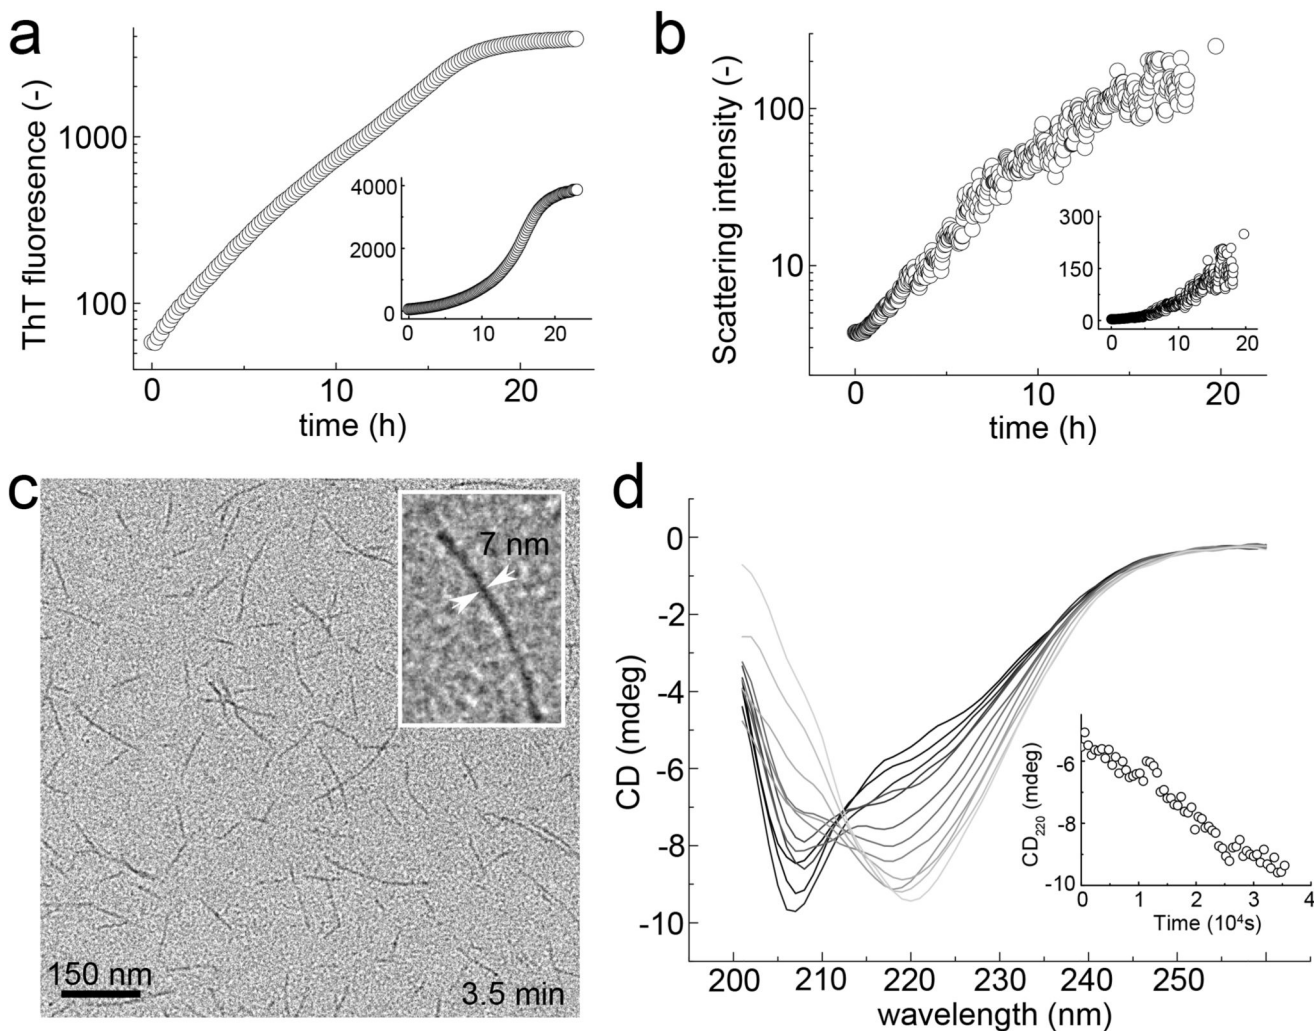 a
ThT fluoresence (-)
1000
100
0
10
20
time (h)
4000
2000
0
0
10
20
b
Scattering intensity (-)
100
10
0
10
20
time (h)
300
150
0
0
10
20
c
7 nm
150 nm
3.5 min
d
CD (mdeg)
0
-2
-4
-6
-8
-10
200
210
220
230
240
250
wavelength (nm)
CD220 (mdeg)
-6
-8
-10
0
1
2
3
4
Time (10⁴s)